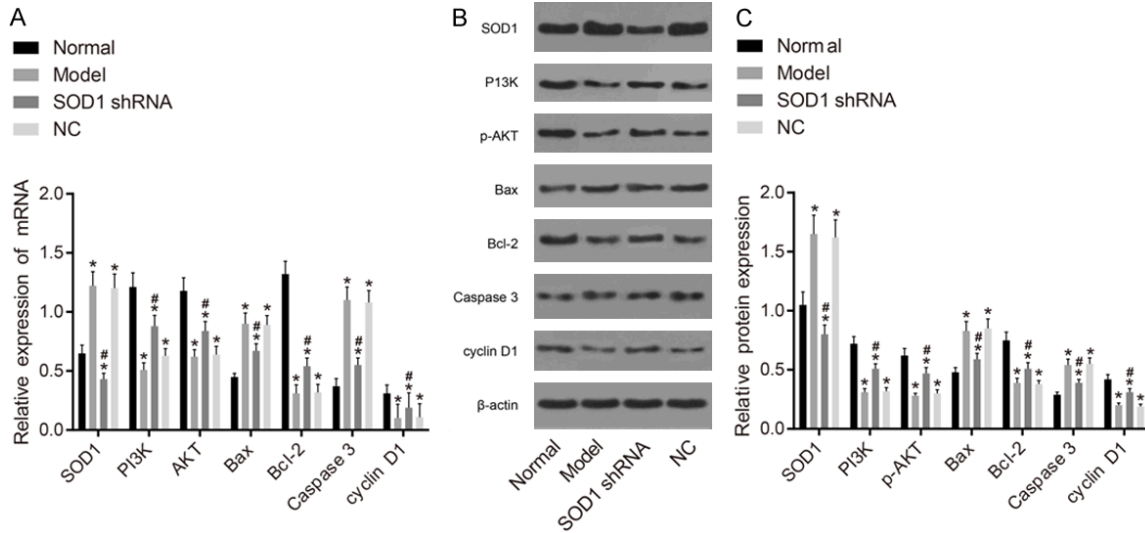 A
Normal
Model
SOD1 shRNA
NC
Relative expression of mRNA
2.0
1.5
1.0
0.5
0.0
* * # * * # * * * # * * * # * * * # * * * # * * * # * *
SOD1 PI3K AKT Bax Bcl-2 Caspase 3 cyclin D1
B
SOD1
P13K
p-AKT
Bax
Bcl-2
Caspase 3
cyclin D1
β-actin
Normal Model SOD1 shRNA NC
C
Normal
Model
SOD1 shRNA
NC
Relative protein expression
2.0
1.5
1.0
0.5
0.0
* # * * * # * * * # * * * # * * * # * * * # * * * # * *
SOD1 PI3K p-AKT Bax Bcl-2 Caspase 3 cyclin D1